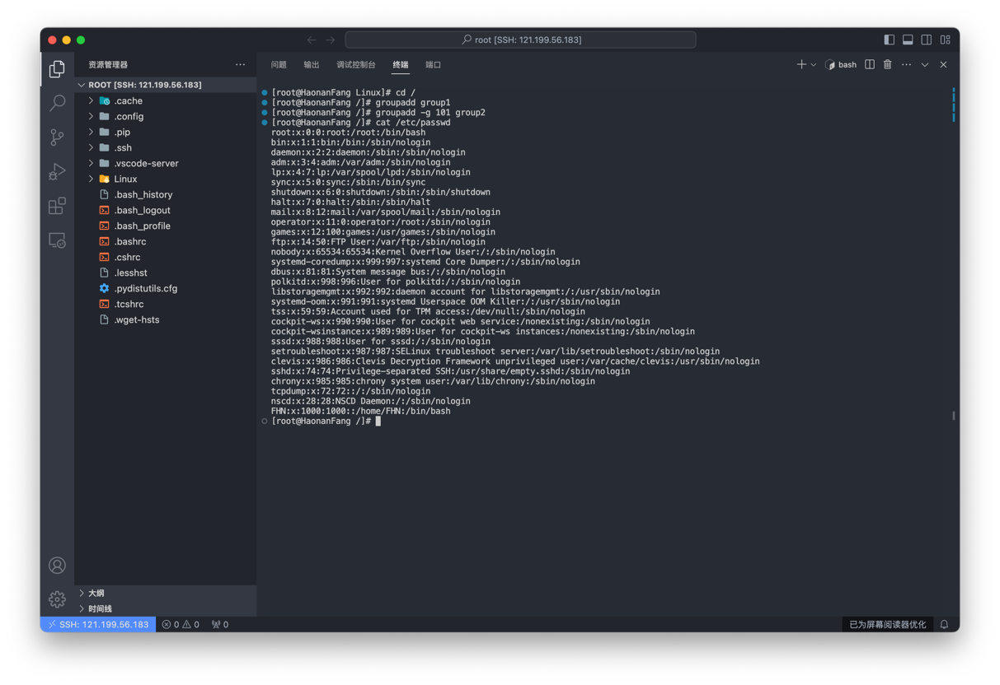 root [SSH: 121.199.56.183]
资源管理器
ROOT [SSH: 121.199.56.183]
.cache
.config
.pip
.ssh
.vscode-server
Linux
.bash_history
.bash_logout
.bash_profile
.bashrc
.cshrc
.lesshst
.pydistutils.cfg
.tcshrc
.wget-hsts
大纲
时间线
问题 输出 调试控制台 终端 端口
bash
[root@HaonanFang Linux]# cd /
[root@HaonanFang /]# groupadd group1
[root@HaonanFang /]# groupadd -g 101 group2
[root@HaonanFang /]# cat /etc/passwd
root:x:0:0:root:/root:/bin/bash
bin:x:1:1:bin:/bin:/sbin/nologin
daemon:x:2:2:daemon:/sbin:/sbin/nologin
adm:x:3:4:adm:/var/adm:/sbin/nologin
lp:x:4:7:lp:/var/spool/lpd:/sbin/nologin
sync:x:5:0:sync:/sbin:/bin/sync
shutdown:x:6:0:shutdown:/sbin:/sbin/shutdown
halt:x:7:0:halt:/sbin:/sbin/halt
mail:x:8:12:mail:/var/spool/mail:/sbin/nologin
operator:x:11:0:operator:/root:/sbin/nologin
games:x:12:100:games:/usr/games:/sbin/nologin
ftp:x:14:50:FTP User:/var/ftp:/sbin/nologin
nobody:x:65534:65534:Kernel Overflow User:/:/sbin/nologin
systemd-coredump:x:999:997:systemd Core Dumper:/:/sbin/nologin
dbus:x:81:81:System message bus:/:/sbin/nologin
polkitd:x:998:996:User for polkitd:/:/sbin/nologin
libstoragemgmt:x:992:992:daemon account for libstoragemgmt:/:/usr/sbin/nologin
systemd-oom:x:991:991:systemd Userspace OOM Killer:/:/usr/sbin/nologin
tss:x:59:59:Account used for TPM access:/dev/null:/sbin/nologin
cockpit-ws:x:990:990:User for cockpit web service:/nonexisting:/sbin/nologin
cockpit-wsinstance:x:989:989:User for cockpit-ws instances:/nonexisting:/sbin/nologin
sssd:x:988:988:User for sssd:/:/sbin/nologin
setroubleshoot:x:987:987:SELinux troubleshoot server:/var/lib/setroubleshoot:/sbin/nologin
clevis:x:986:986:Clevis Decryption Framework unprivileged user:/var/cache/clevis:/usr/sbin/nologin
sshd:x:74:74:Privilege-separated SSH:/usr/share/empty.sshd:/sbin/nologin
chrony:x:985:985:chrony system user:/var/lib/chrony:/sbin/nologin
tcpdump:x:72:72::/:/sbin/nologin
nscd:x:28:28:NSCD Daemon:/:/sbin/nologin
FHN:x:1000:1000::/home/FHN:/bin/bash
[root@HaonanFang /]#
SSH: 121.199.56.183 0 0 0 已为屏幕阅读器优化